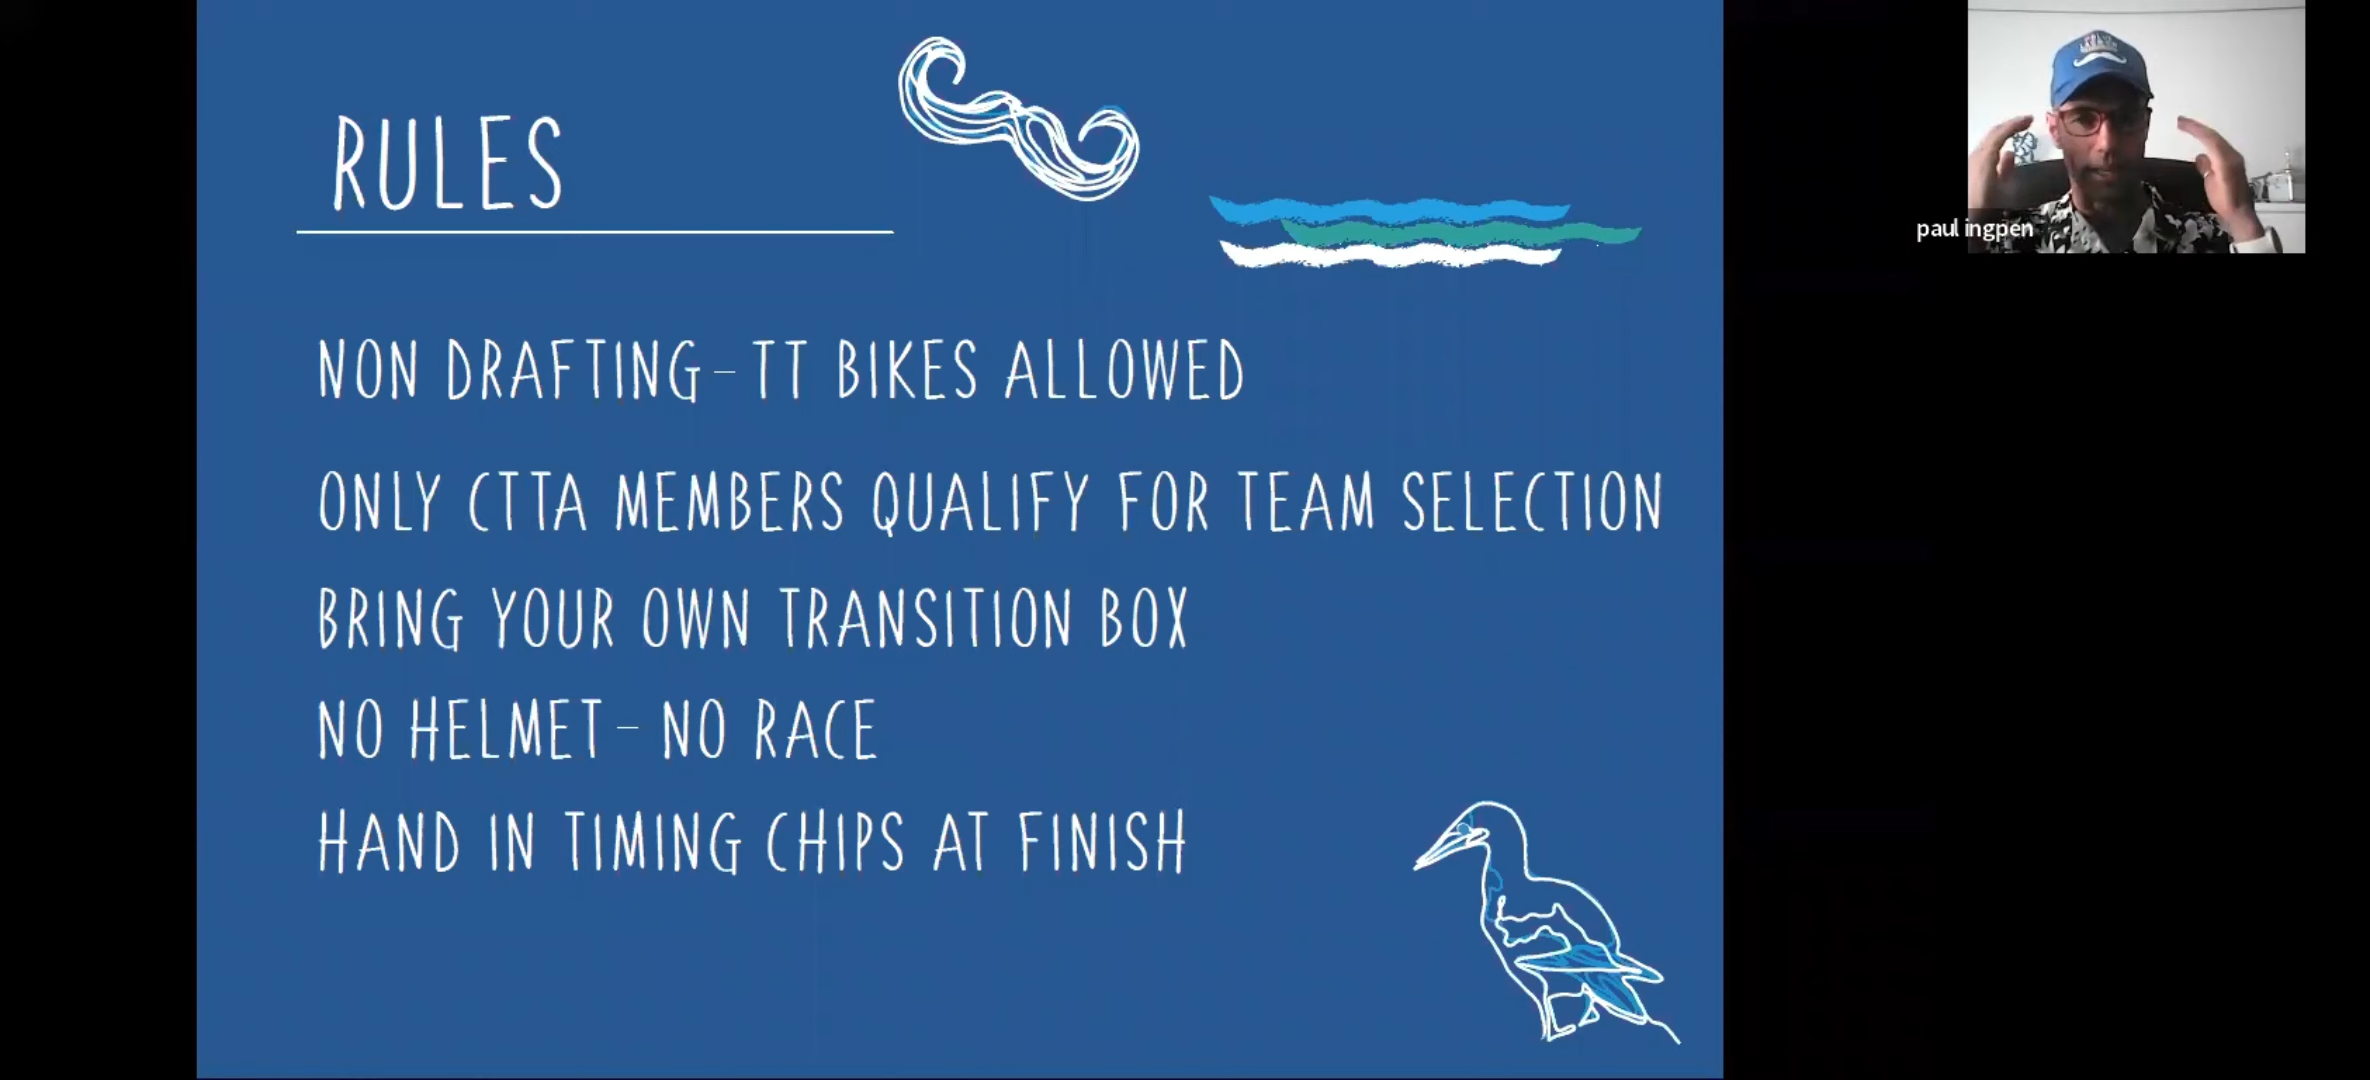 RULES
NON DRAFTING - TT BIKES ALLOWED
ONLY CTTA MEMBERS QUALIFY FOR TEAM SELECTION
BRING YOUR OWN TRANSITION BOX
NO HELMET - NO RACE
HAND IN TIMING CHIPS AT FINISH
paul ingpen